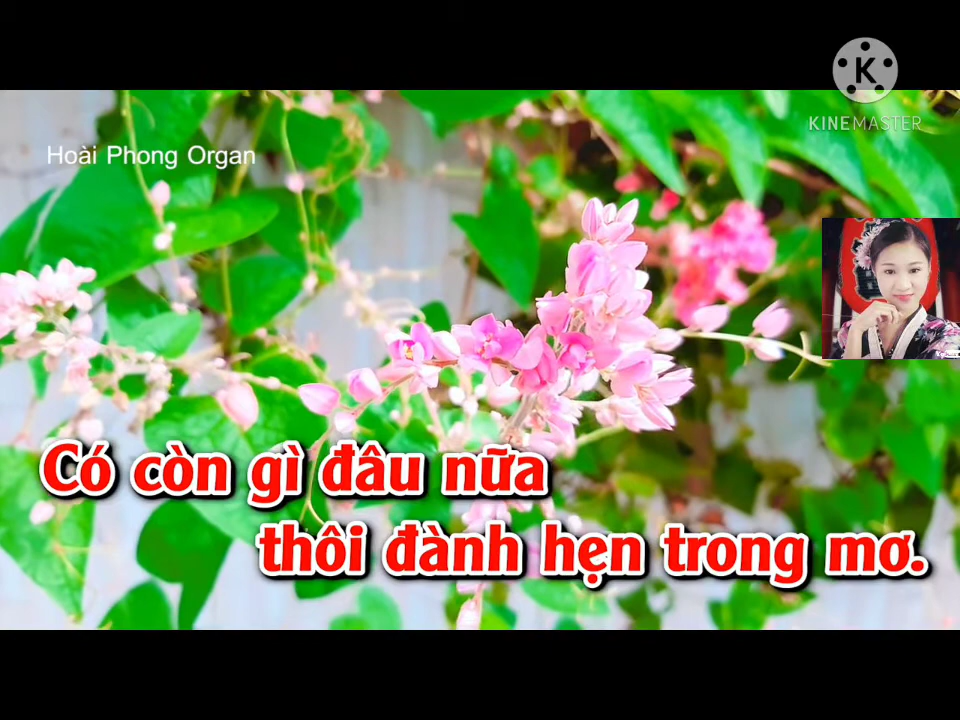 KINEMASTER
Hoài Phong Organ
Có còn gì đâu nữa
thôi đành hẹn trong mơ.